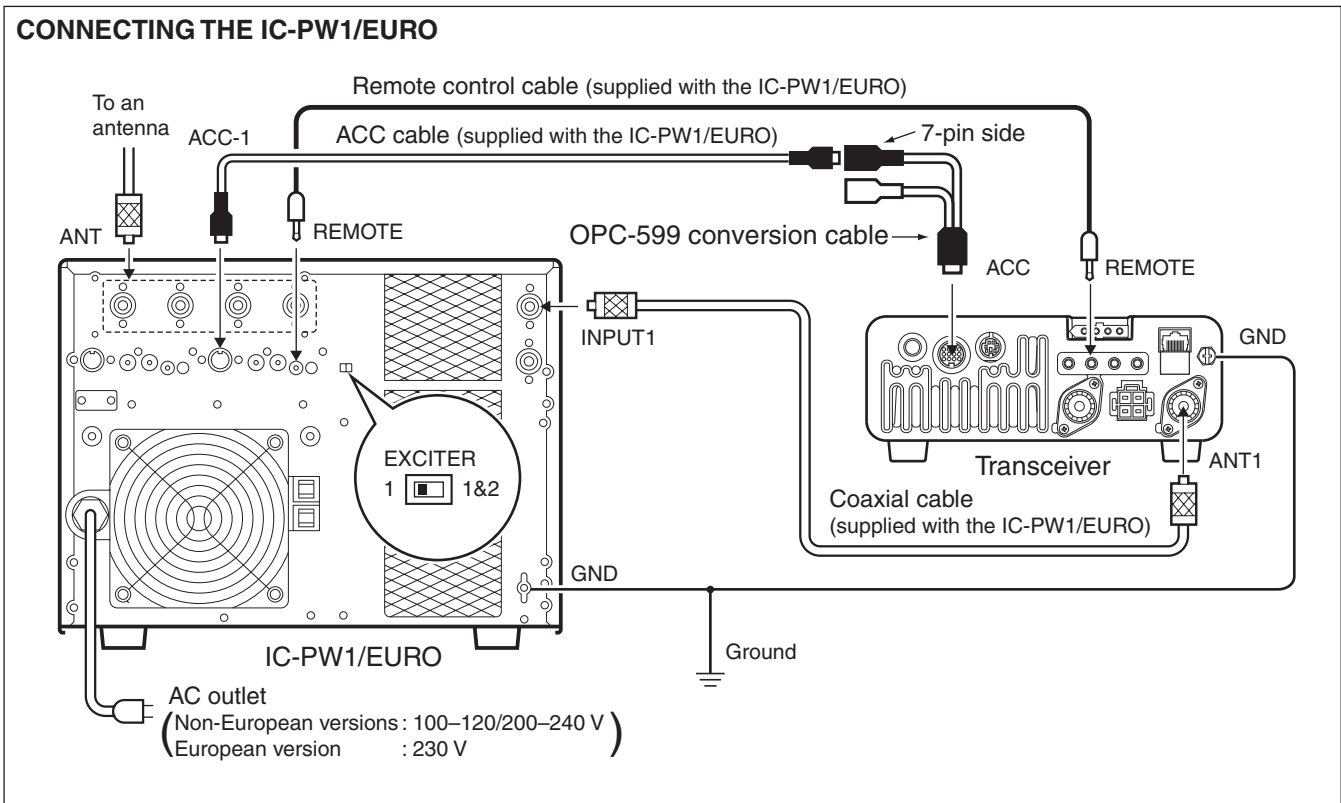 CONNECTING THE IC-PW1/EURO
Remote control cable (supplied with the IC-PW1/EURO)
To an
antenna
ACC-1
ACC cable (supplied with the IC-PW1/EURO)
7-pin side
ANT
REMOTE
OPC-599 conversion cable
ACC
REMOTE
INPUT1
GND
EXCITER
1
1&2
Transceiver
ANT1
Coaxial cable
(supplied with the IC-PW1/EURO)
GND
Ground
IC-PW1/EURO
AC outlet
(Non-European versions : 100–120/200–240 V
European version : 230 V)